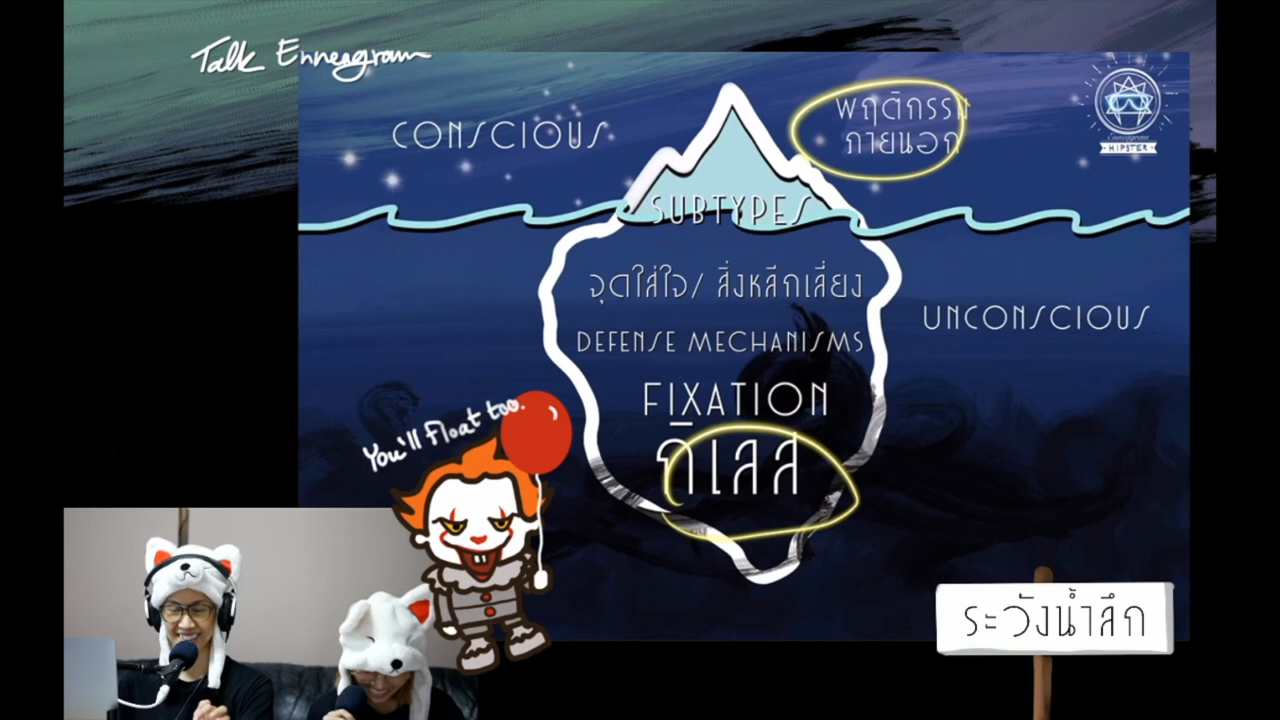 Talk Enneagram
CONSCIOUS
พฤติกรรม
ภายนอก
HIPSTER
SUBTYPES
จุดใส่ใจ/ สิ่งหลีกเลี่ยง
UNCONSCIOUS
DEFENSE MECHANISMS
FIXATION
กิเลส
You'll Float too.
ระวังน้ำลึก